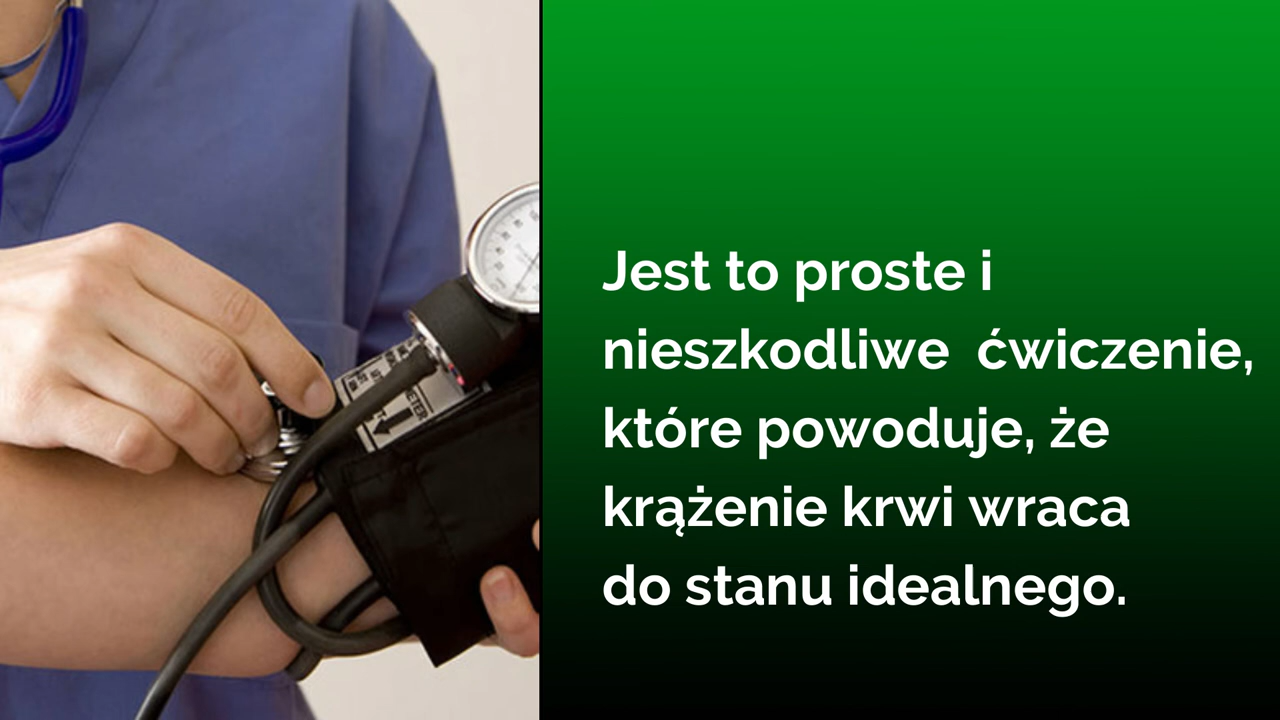 Jest to proste i
nieszkodliwe  ćwiczenie,
które powoduje, że
krążenie krwi wraca
do stanu idealnego.